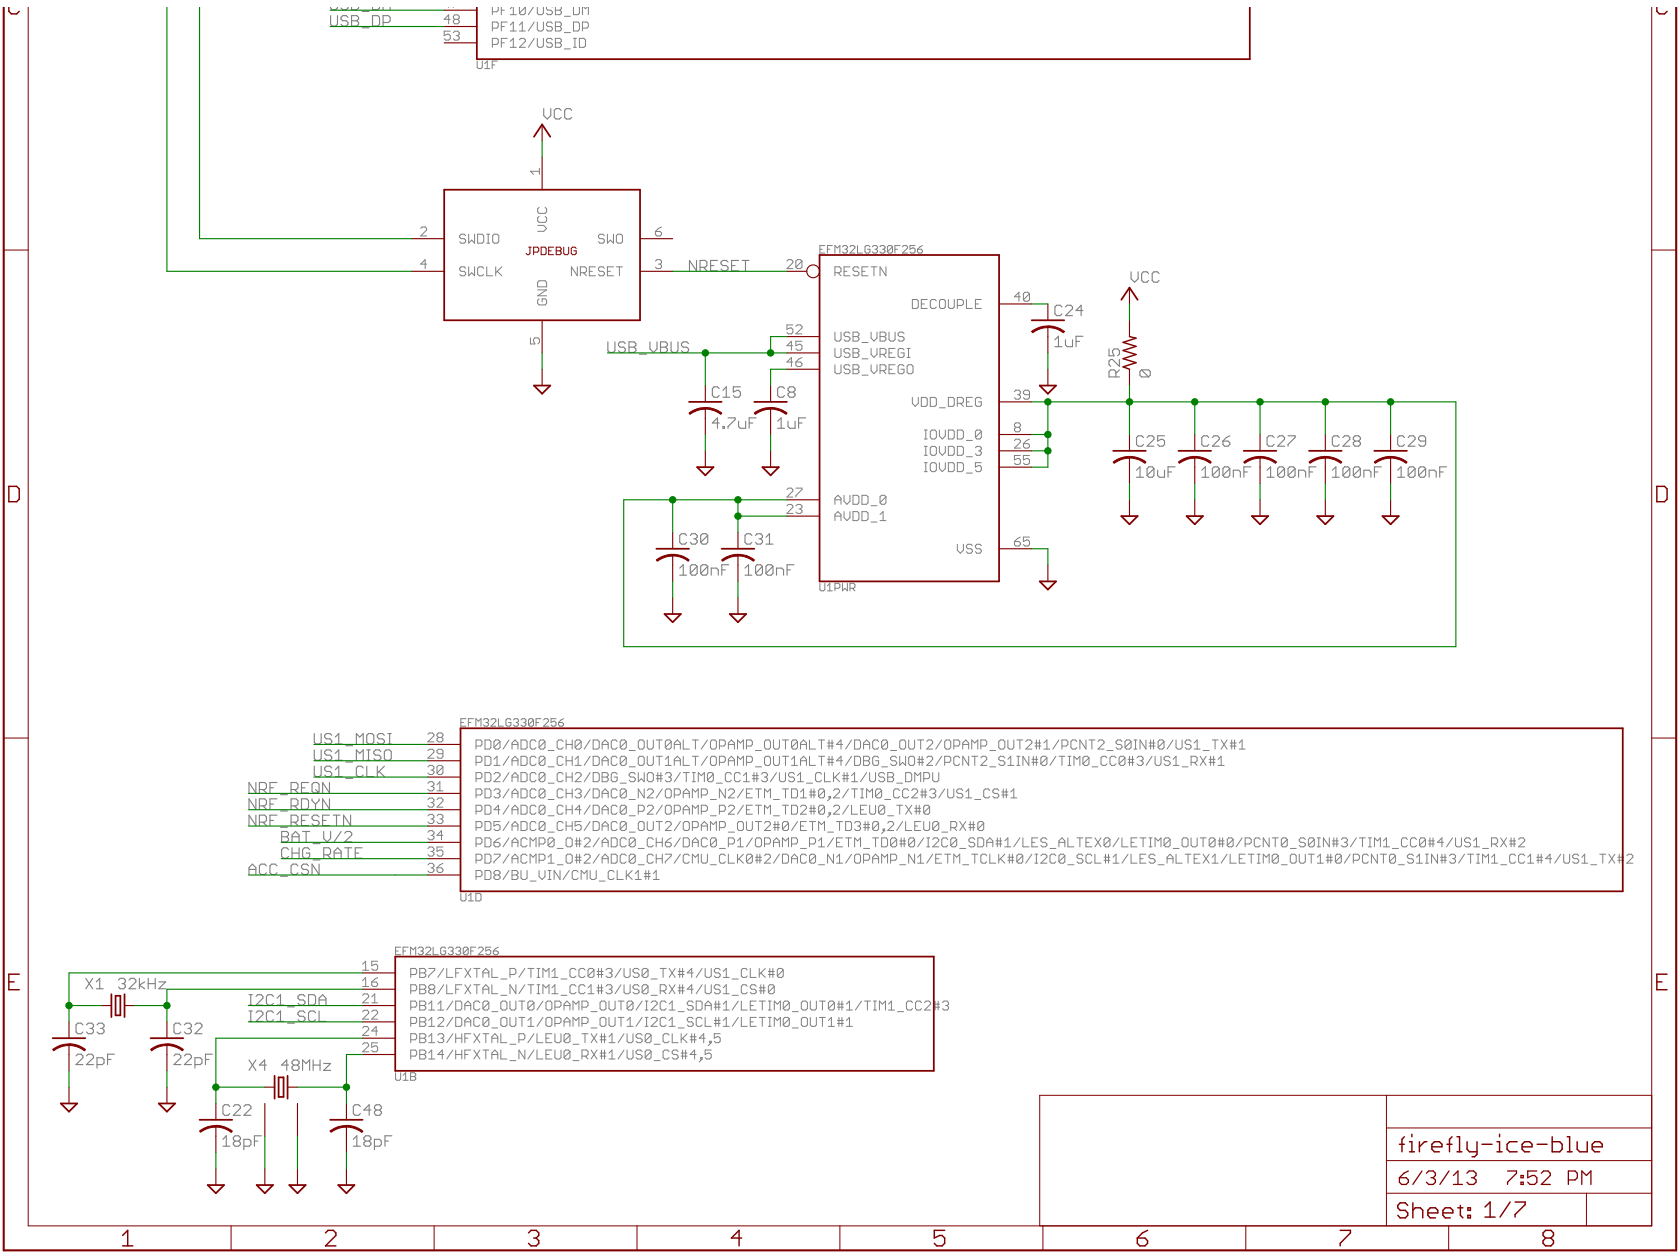 C
C
USB_DP
48
53
PF10/USB_DM
PF11/USB_DP
PF12/USB_ID
U1F
VCC
1
VCC
2
SWDIO
SWO
6
JPDEBUG
4
SWCLK
NRESET
3
NRESET
GND
5
EFM32LG330F256
20
RESETN
DECOUPLE
40
C24
1uF
VCC
R25
0
USB_VBUS
52
USB_VBUS
45
USB_VREGI
46
USB_VREGO
C15
4.7uF
C8
1uF
VDD_DREG
39
IOVDD_0
8
IOVDD_3
26
IOVDD_5
55
C25
10uF
C26
100nF
C27
100nF
C28
100nF
C29
100nF
D
D
27
AVDD_0
23
AVDD_1
C30
100nF
C31
100nF
VSS
65
U1PWR
EFM32LG330F256
US1_MOSI 28 PD0/ADC0_CH0/DAC0_OUT0ALT/OPAMP_OUT0ALT#4/DAC0_OUT2/OPAMP_OUT2#1/PCNT2_S0IN#0/US1_TX#1
US1_MISO 29 PD1/ADC0_CH1/DAC0_OUT1ALT/OPAMP_OUT1ALT#4/DBG_SWO#2/PCNT2_S1IN#0/TIM0_CC0#3/US1_RX#1
US1_CLK 30 PD2/ADC0_CH2/DBG_SWO#3/TIM0_CC1#3/US1_CLK#1/USB_DMPU
NRF_REQN 31 PD3/ADC0_CH3/DAC0_N2/OPAMP_N2/ETM_TD1#0,2/TIM0_CC2#3/US1_CS#1
NRF_RDYN 32 PD4/ADC0_CH4/DAC0_P2/OPAMP_P2/ETM_TD2#0,2/LEU0_TX#0
NRF_RESETN 33 PD5/ADC0_CH5/DAC0_OUT2/OPAMP_OUT2#0/ETM_TD3#0,2/LEU0_RX#0
BAT_V/2 34 PD6/ACMP0_O#2/ADC0_CH6/DAC0_P1/OPAMP_P1/ETM_TD0#0/I2C0_SDA#1/LES_ALTEX0/LETIM0_OUT0#0/PCNT0_S0IN#3/TIM1_CC0#4/US1_RX#2
CHG_RATE 35 PD7/ACMP1_O#2/ADC0_CH7/CMU_CLK0#2/DAC0_N1/OPAMP_N1/ETM_TCLK#0/I2C0_SCL#1/LES_ALTEX1/LETIM0_OUT1#0/PCNT0_S1IN#3/TIM1_CC1#4/US1_TX#2
ACC_CSN 36 PD8/BU_VIN/CMU_CLK1#1
U1D
E
E
EFM32LG330F256
15 PB7/LFXTAL_P/TIM1_CC0#3/US0_TX#4/US1_CLK#0
X1 32kHz
16 PB8/LFXTAL_N/TIM1_CC1#3/US0_RX#4/US1_CS#0
I2C1_SDA 21 PB11/DAC0_OUT0/OPAMP_OUT0/I2C1_SDA#1/LETIM0_OUT0#1/TIM1_CC2#3
I2C1_SCL 22 PB12/DAC0_OUT1/OPAMP_OUT1/I2C1_SCL#1/LETIM0_OUT1#1
24 PB13/HFXTAL_P/LEU0_TX#1/US0_CLK#4,5
25 PB14/HFXTAL_N/LEU0_RX#1/US0_CS#4,5
U1B
C33
22pF
C32
22pF
X4 48MHz
C22
18pF
C48
18pF
firefly-ice-blue
6/3/13 7:52 PM
Sheet: 1/7
1 2 3 4 5 6 7 8